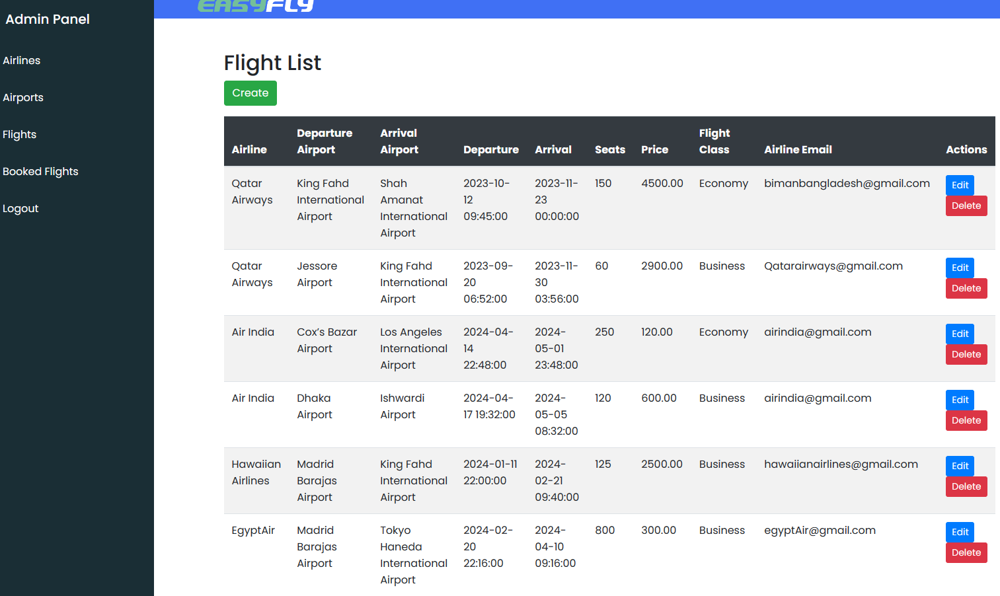 EASYFLY
Admin Panel
Airlines
Airports
Flights
Booked Flights
Logout
Flight List
Create
Airline Departure Airport Arrival Airport Departure Arrival Seats Price Flight Class Airline Email Actions
Qatar Airways King Fahd International Airport Shah Amanat International Airport 2023-10-12 09:45:00 2023-11-23 00:00:00 150 4500.00 Economy bimanbangladesh@gmail.com Edit Delete
Qatar Airways Jessore Airport King Fahd International Airport 2023-09-20 06:52:00 2023-11-30 03:56:00 60 2900.00 Business Qatarairways@gmail.com Edit Delete
Air India Cox's Bazar Airport Los Angeles International Airport 2024-04-14 22:48:00 2024-05-01 23:48:00 250 120.00 Economy airindia@gmail.com Edit Delete
Air India Dhaka Airport Ishwardi Airport 2024-04-17 19:32:00 2024-05-05 08:32:00 120 600.00 Business airindia@gmail.com Edit Delete
Hawaiian Airlines Madrid Barajas Airport King Fahd International Airport 2024-01-11 22:00:00 2024-02-21 09:40:00 125 2500.00 Business hawaiianairlines@gmail.com Edit Delete
EgyptAir Madrid Barajas Airport Tokyo Haneda International Airport 2024-02-20 22:16:00 2024-04-10 09:16:00 800 300.00 Business egyptAir@gmail.com Edit Delete